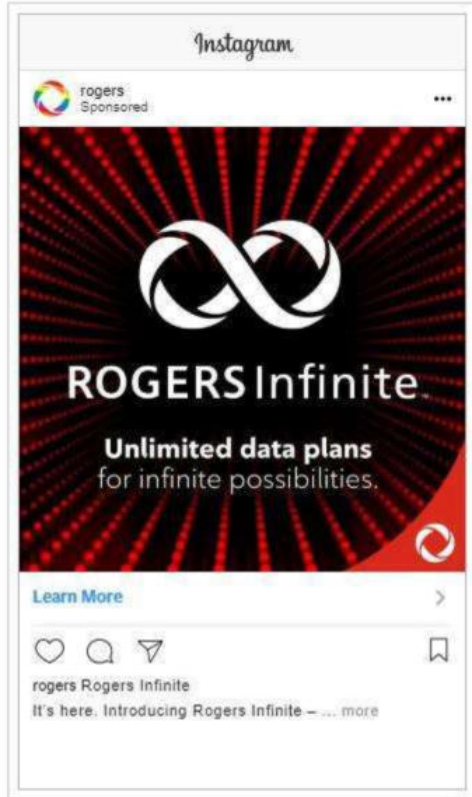 Instagram
rogers
Sponsored
ROGERS Infinite™
Unlimited data plans
for infinite possibilities.
Learn More
rogers Rogers Infinite
It's here. Introducing Rogers Infinite – ... more